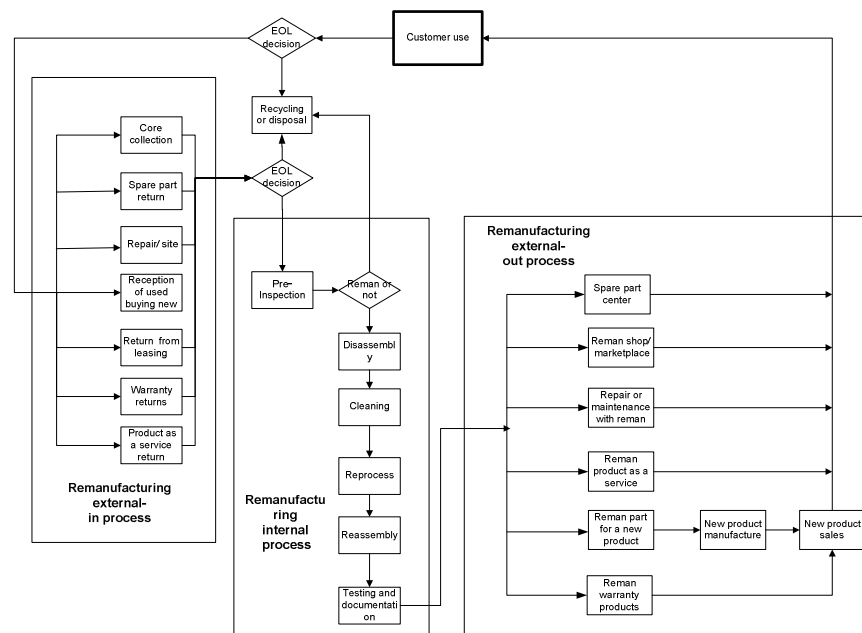 EOL
decision
Customer use
Recycling
or disposal
EOL
decision
Core
collection
Spare part
return
Repair/ site
Reception
of used
buying new
Return from
leasing
Warranty
returns
Product as
a service
return
Remanufacturing
external-
in process
Pre-
Inspection
Reman or
not
Disassembl
y
Cleaning
Reprocess
Reassembly
Testing and
documentat
ion
Remanufactu
ring
internal
process
Remanufacturing
external-
out process
Spare part
center
Reman shop/
marketplace
Repair or
maintenance
with reman
Reman
product as a
service
Reman part
for a new
product
New product
manufacture
New product
sales
Reman
warranty
products